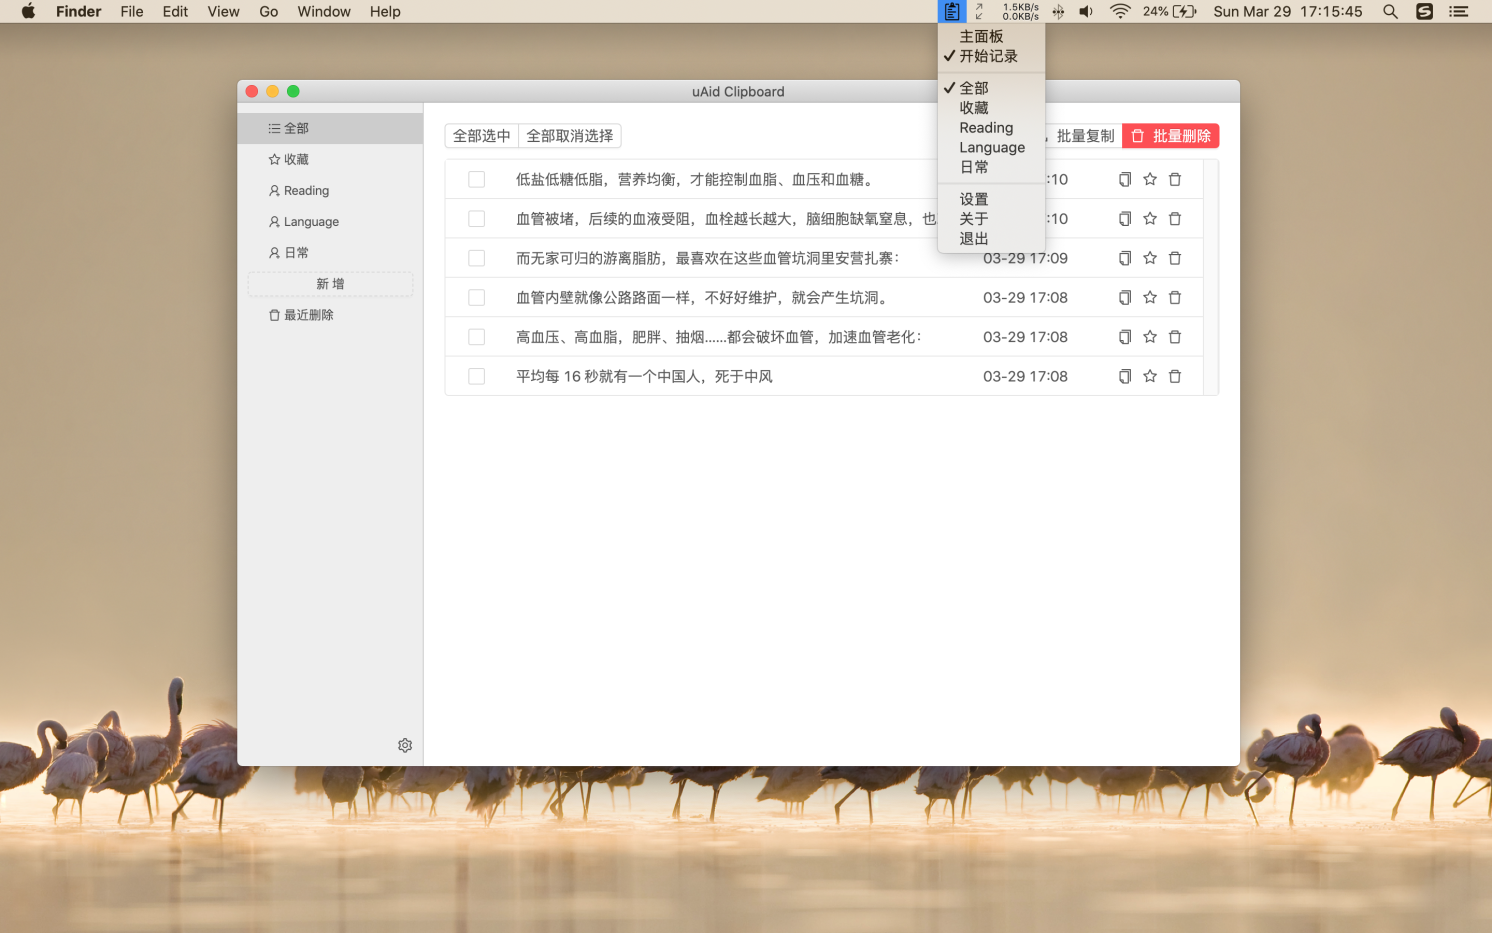 Finder File Edit View Go Window Help
1.5KB/s
0.0KB/s
24%
Sun Mar 29 17:15:45
主面板
✓开始记录
✓全部
收藏
Reading
Language
日常
设置
关于
退出
uAid Clipboard
全部
收藏
Reading
Language
日常
新 增
最近删除
全部选中 全部取消选择
批量复制 批量删除
低盐低糖低脂，营养均衡，才能控制血脂、血压和血糖。 :10
血管被堵，后续的血液受阻，血栓越长越大，脑细胞缺氧窒息，也 :10
而无家可归的游离脂肪，最喜欢在这些血管坑洞里安营扎寨： 03-29 17:09
血管内壁就像公路路面一样，不好好维护，就会产生坑洞。 03-29 17:08
高血压、高血脂，肥胖、抽烟......都会破坏血管，加速血管老化： 03-29 17:08
平均每 16 秒就有一个中国人，死于中风 03-29 17:08